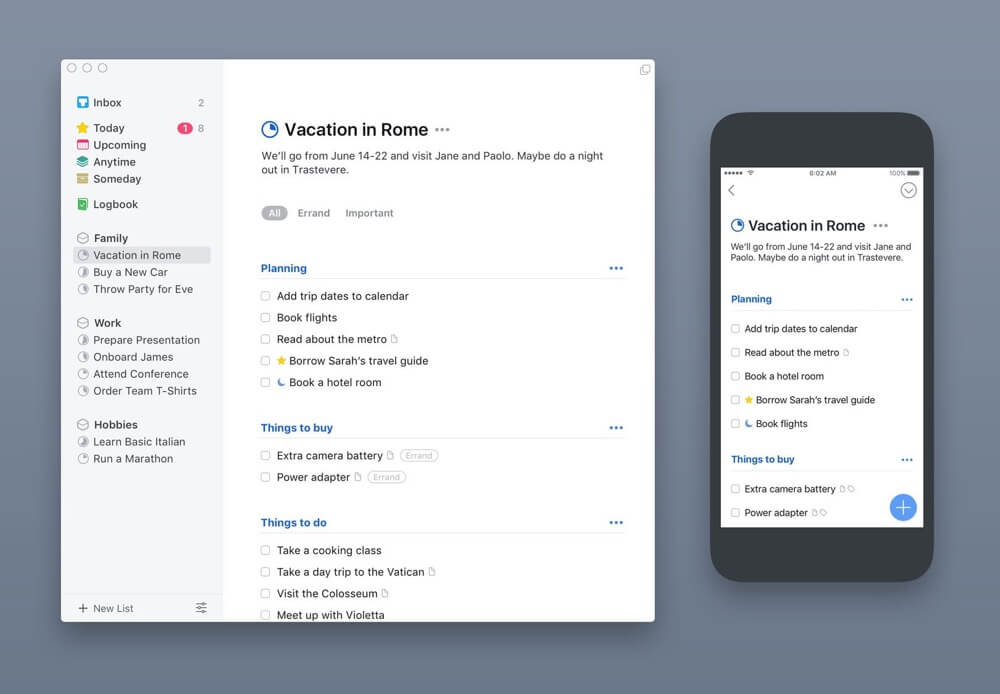 Inbox 2
Today 1 8
Upcoming
Anytime
Someday
Logbook
Family
Vacation in Rome
Buy a New Car
Throw Party for Eve
Work
Prepare Presentation
Onboard James
Attend Conference
Order Team T-Shirts
Hobbies
Learn Basic Italian
Run a Marathon
+ New List
Vacation in Rome •••
We’ll go from June 14-22 and visit Jane and Paolo. Maybe do a night
out in Trastevere.
All Errand Important
Planning •••
Add trip dates to calendar
Book flights
Read about the metro
Borrow Sarah’s travel guide
Book a hotel room
Things to buy •••
Extra camera battery Errand
Power adapter Errand
Things to do •••
Take a cooking class
Take a day trip to the Vatican
Visit the Colosseum
Meet up with Violetta
6:02 AM 100%
Vacation in Rome •••
We’ll go from June 14-22 and visit Jane and
Paolo. Maybe do a night out in Trastevere.
Planning •••
Add trip dates to calendar
Read about the metro
Book a hotel room
Borrow Sarah’s travel guide
Book flights
Things to buy •••
Extra camera battery
Power adapter